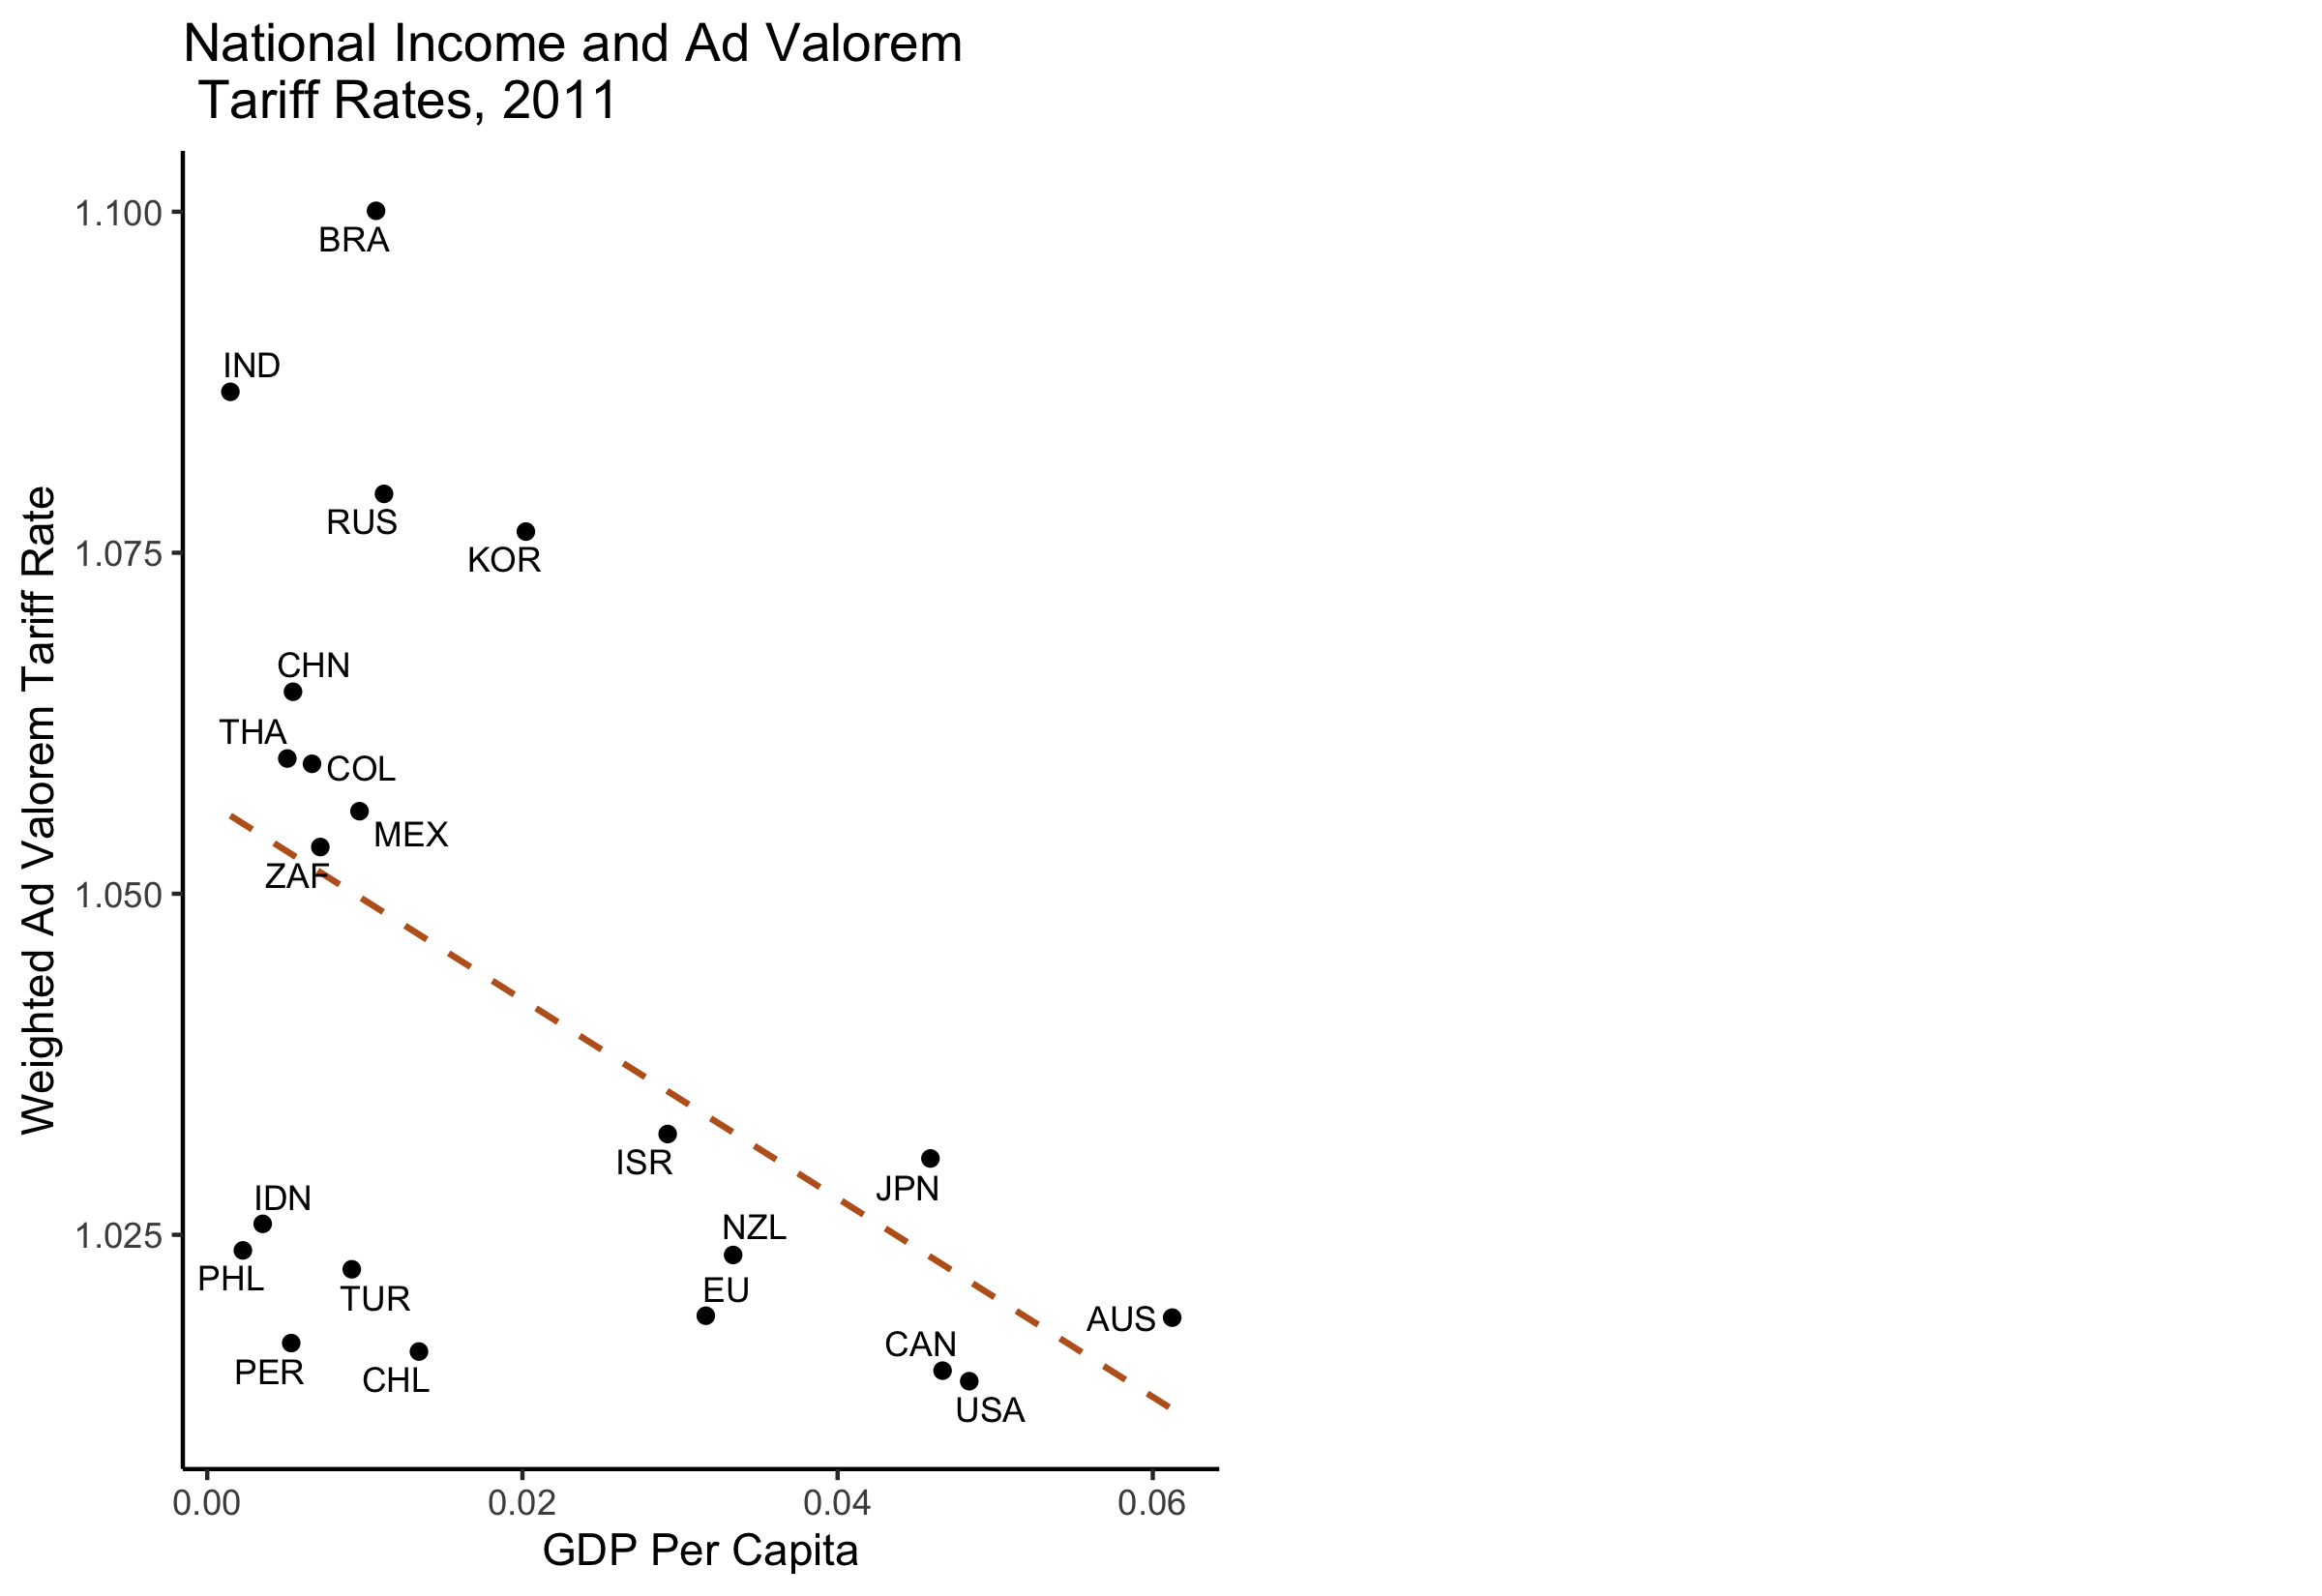 National Income and Ad Valorem
Tariff Rates, 2011
Weighted Ad Valorem Tariff Rate
1.100
1.075
1.050
1.025
BRA
IND
RUS
KOR
CHN
THA
COL
MEX
ZAF
ISR
JPN
IDN
NZL
PHL
EU
TUR
AUS
CAN
PER
CHL
USA
0.00 0.02 0.04 0.06
GDP Per Capita